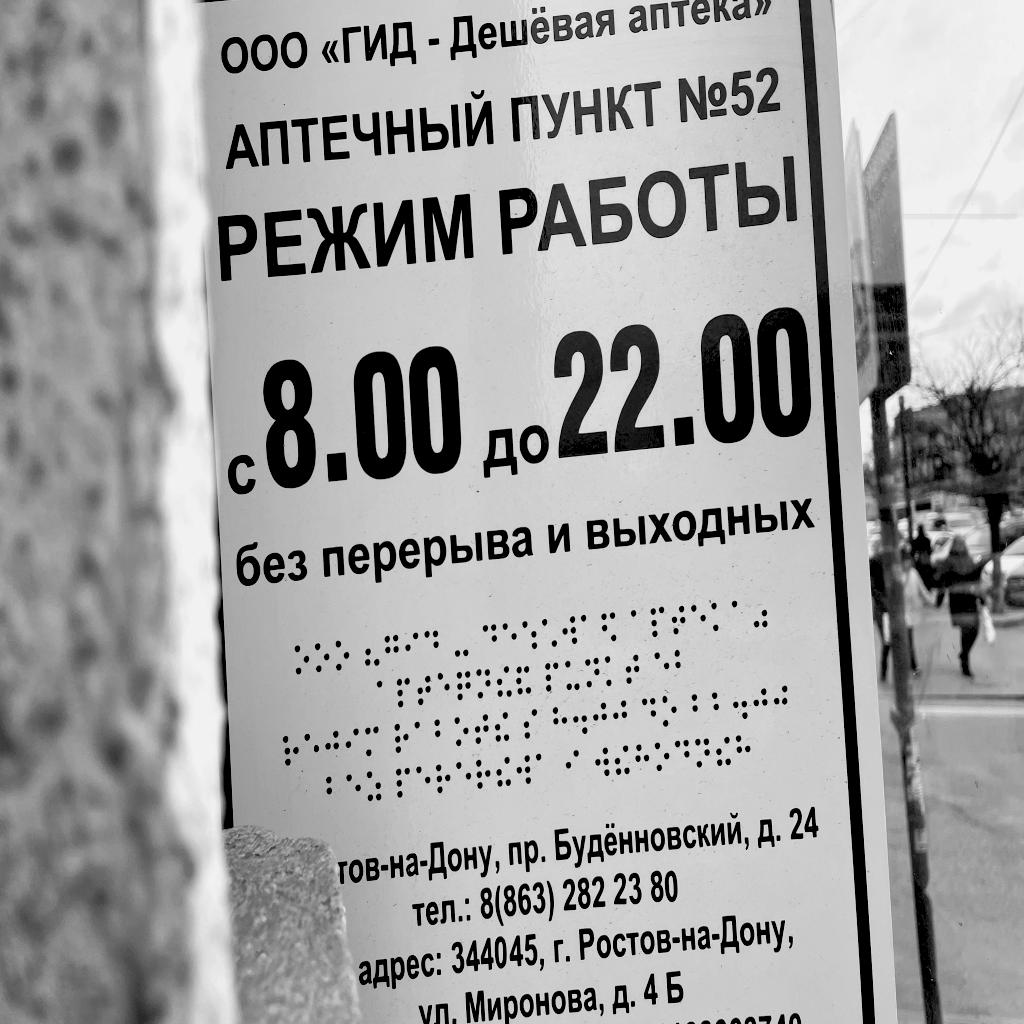 ООО «ГИД - Дешёвая аптека»
АПТЕЧНЫЙ ПУНКТ №52
РЕЖИМ РАБОТЫ
с 8.00 до 22.00
без перерыва и выходных
тов-на-Дону, пр. Будённовский, д. 24
тел.: 8(863) 282 23 80
адрес: 344045, г. Ростов-на-Дону,
ул. Миронова, д. 4 Б